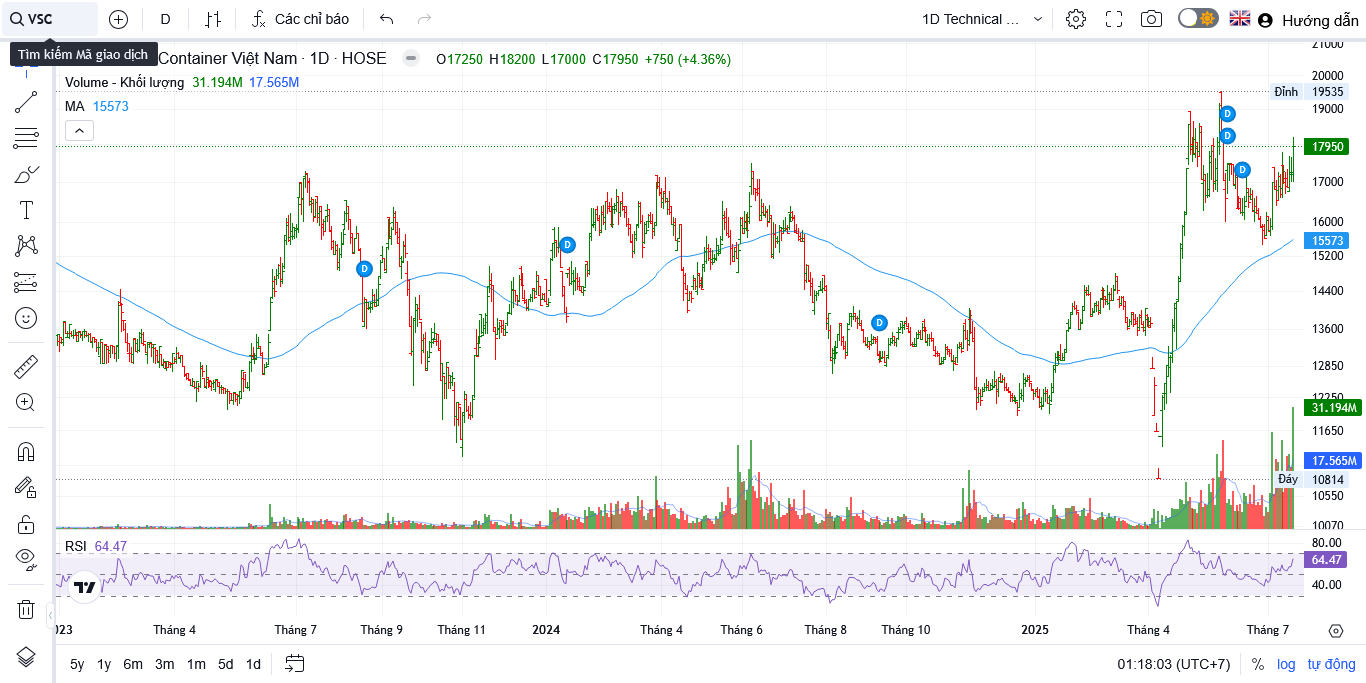 VSC
D
Các chỉ báo
1D Technical ...
Hướng dẫn
Tìm kiếm Mã giao dịch
Container Việt Nam · 1D · HOSE
O17250 H18200 L17000 C17950 +750 (+4.36%)
Volume - Khối lượng 31.194M 17.565M
MA 15573
21000
20000
Đỉnh 19535
19000
D
D
17950
D
17000
16000
D
15573
15200
D
14400
D
13600
12850
12250
31.194M
11650
17.565M
Đáy 10814
10550
10070
RSI 64.47
80.00
64.47
40.00
023 Tháng 4 Tháng 7 Tháng 9 Tháng 11 2024 Tháng 4 Tháng 6 Tháng 8 Tháng 10 2025 Tháng 4 Tháng 7
5y 1y 6m 3m 1m 5d 1d
01:18:03 (UTC+7) % log tự động